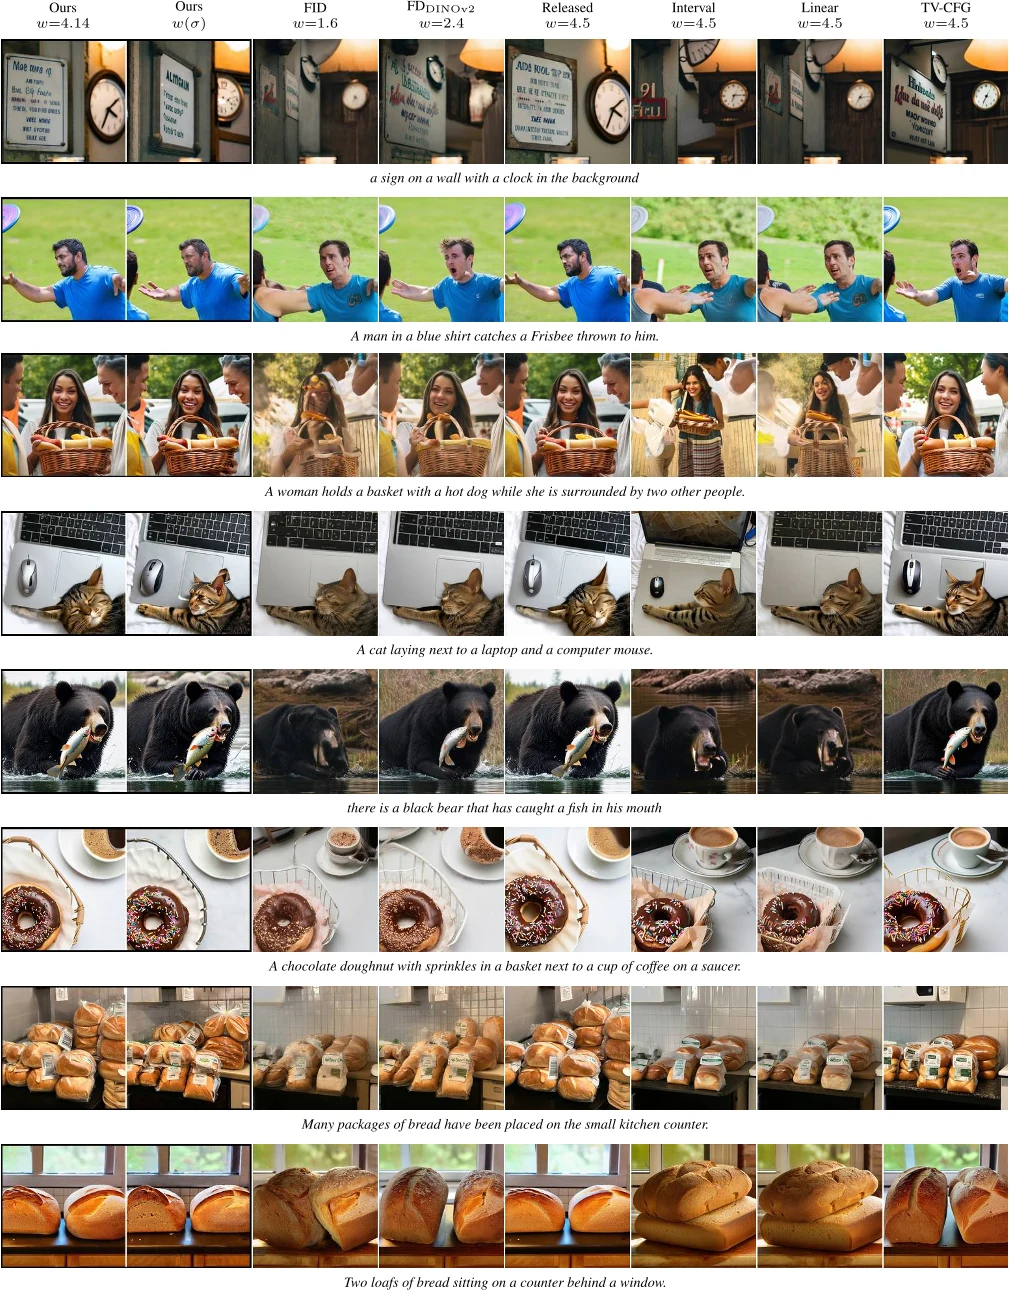 Ours Ours FID FD_DINOv2 Released Interval Linear TV-CFG
w=4.14 w(σ) w=1.6 w=2.4 w=4.5 w=4.5 w=4.5 w=4.5
91
a sign on a wall with a clock in the background
A man in a blue shirt catches a Frisbee thrown to him.
A woman holds a basket with a hot dog while she is surrounded by two other people.
A cat laying next to a laptop and a computer mouse.
there is a black bear that has caught a fish in his mouth
A chocolate doughnut with sprinkles in a basket next to a cup of coffee on a saucer.
Many packages of bread have been placed on the small kitchen counter.
Two loafs of bread sitting on a counter behind a window.